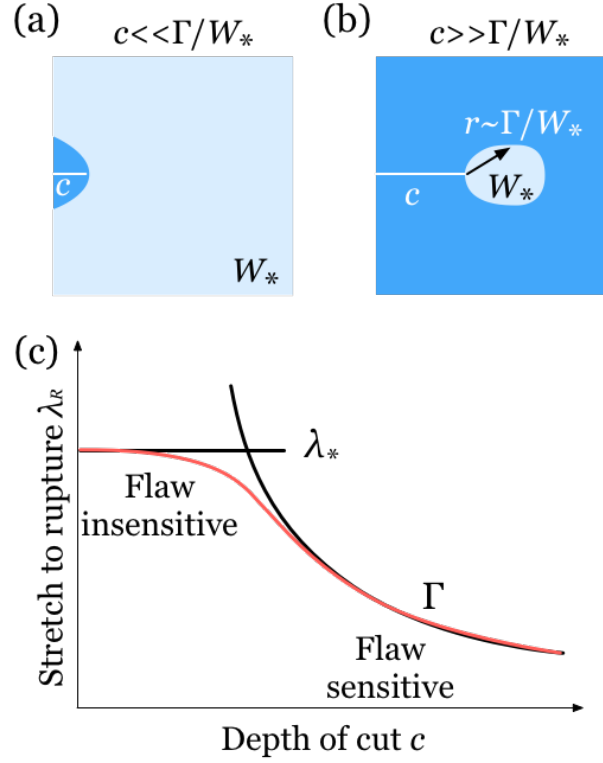 (a)
c<<Γ/W*
c
W*
(b)
c>>Γ/W*
r~Γ/W*
c
W*
(c)
Stretch to rupture λR
λ*
Flaw
insensitive
Γ
Flaw
sensitive
Depth of cut c